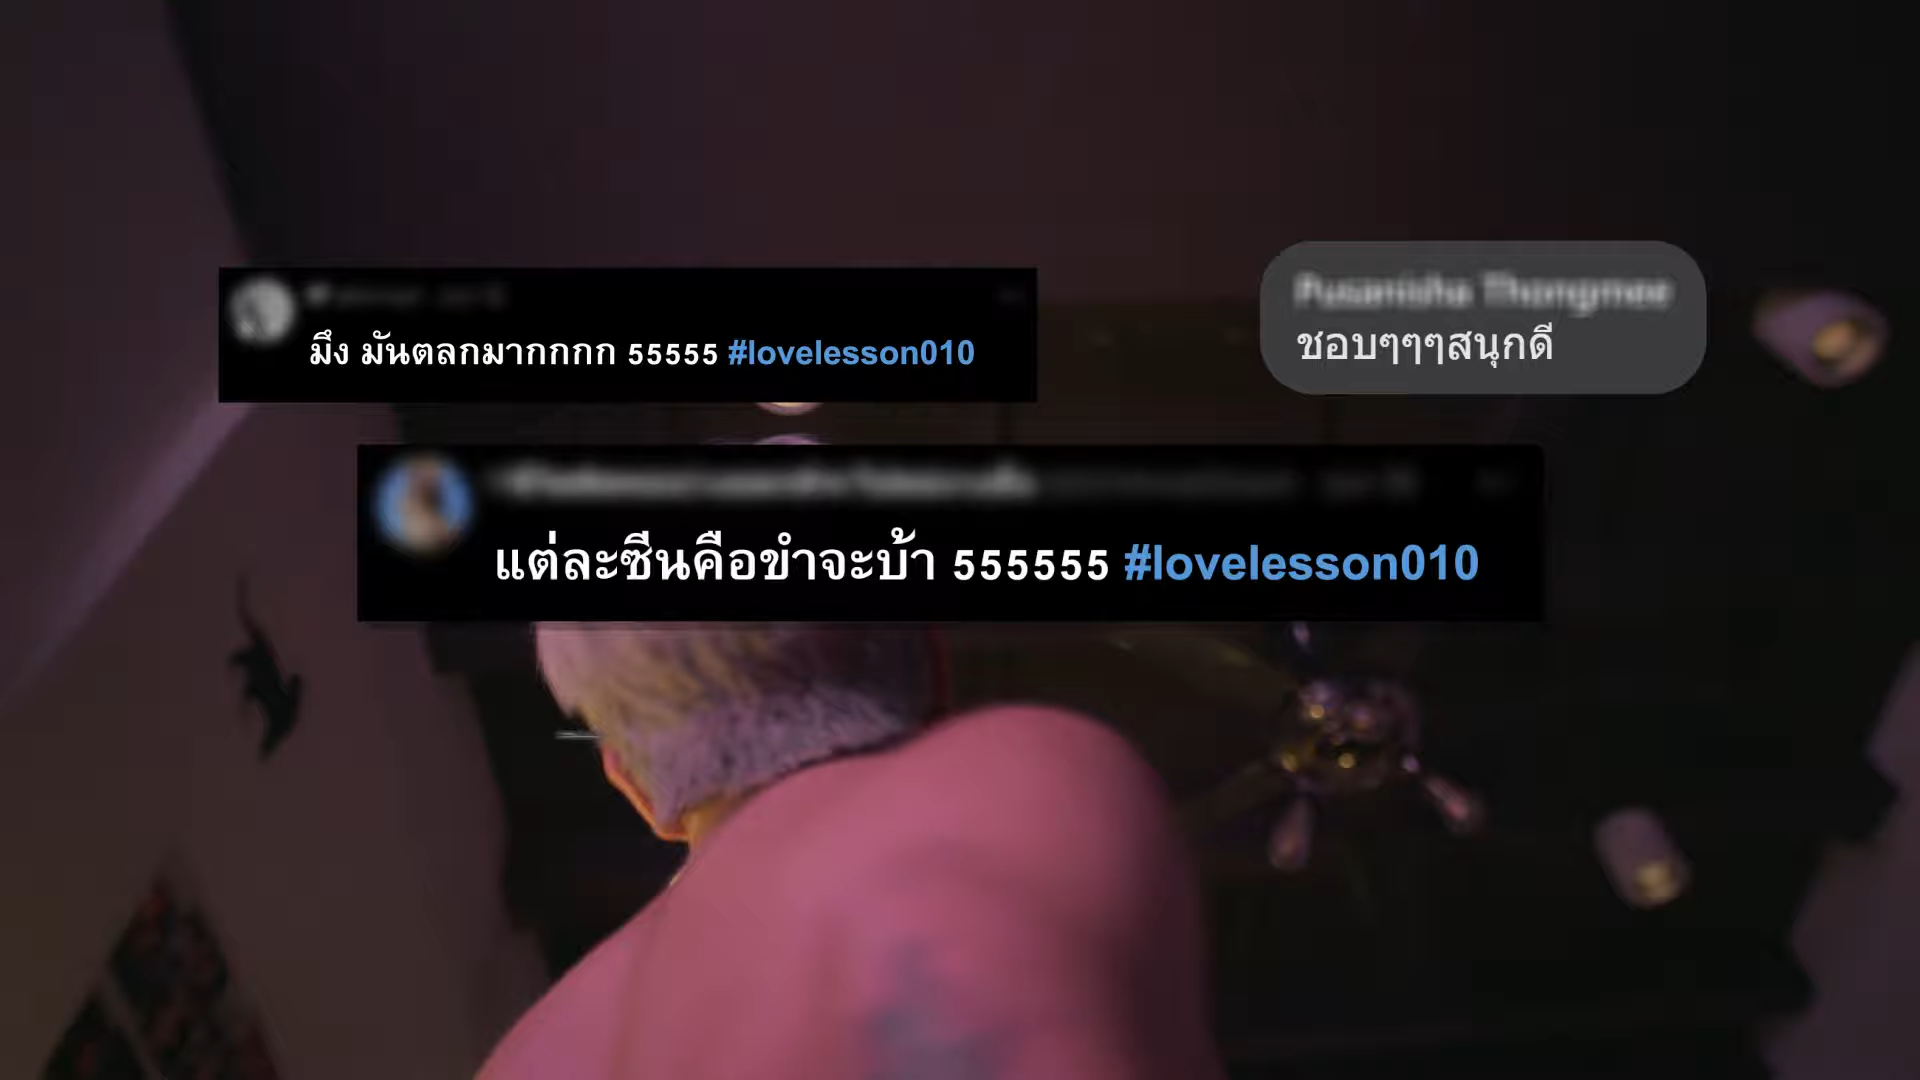 มึง มันตลกมากกกก 55555 #lovelesson010
ชอบๆๆๆสนุกดี
แต่ละซีนคือขำจะบ้า 555555 #lovelesson010